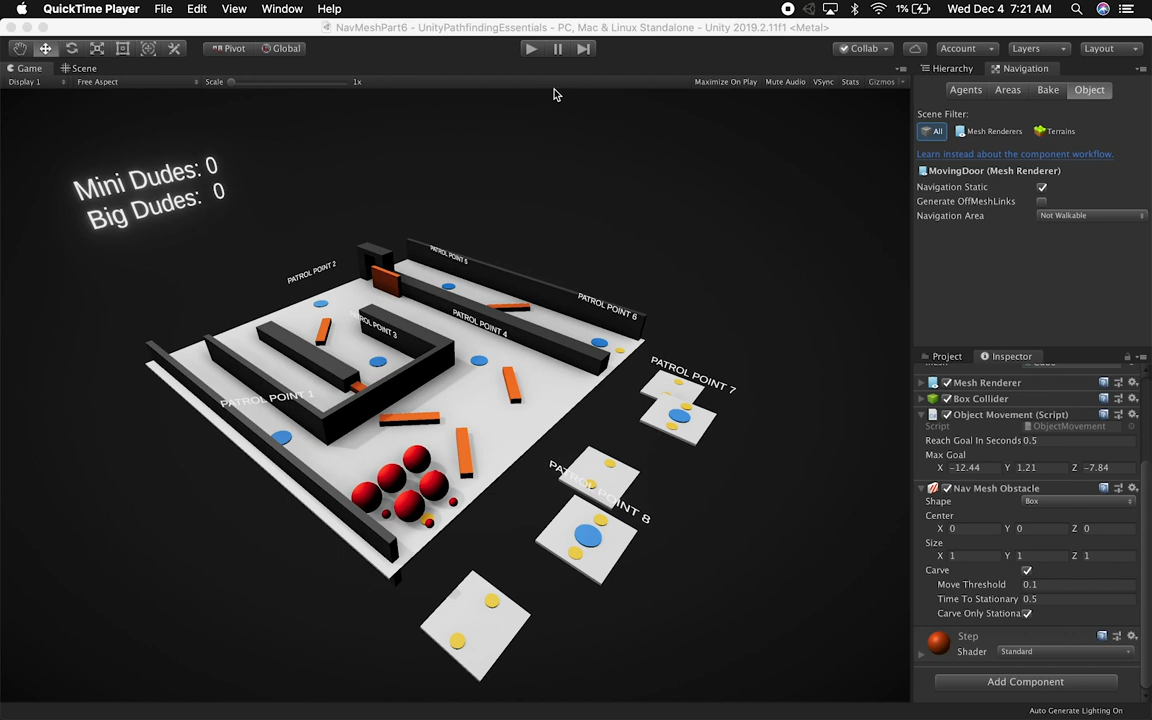 QuickTime Player File Edit View Window Help 1% Wed Dec 4 7:21 AM
NavMeshPart6 - UnityPathfindingEssentials - PC, Mac & Linux Standalone - Unity 2019.2.11f1 <Metal>
Pivot Global Collab Account Layers Layout
Game Scene Hierarchy Navigation
Display 1 Free Aspect Scale 1x Maximize On Play Mute Audio VSync Stats Gizmos
Agents Areas Bake Object
Scene Filter:
All Mesh Renderers Terrains
Learn instead about the component workflow.
MovingDoor (Mesh Renderer)
Navigation Static
Generate OffMeshLinks
Navigation Area Not Walkable
Mini Dudes: 0
Big Dudes: 0
PATROL POINT 5
PATROL POINT 2
PATROL POINT 6
PATROL POINT 3
PATROL POINT 4
PATROL POINT 7
PATROL POINT 1
PATROL POINT 8
Project Inspector
Mesh Renderer
Box Collider
Object Movement (Script)
Script ObjectMovement
Reach Goal In Seconds 0.5
Max Goal
X -12.44 Y 1.21 Z -7.84
Nav Mesh Obstacle
Shape Box
Center
X 0 Y 0 Z 0
Size
X 1 Y 1 Z 1
Carve
Move Threshold 0.1
Time To Stationary 0.5
Carve Only Stationa
Step
Shader Standard
Add Component
Auto Generate Lighting On